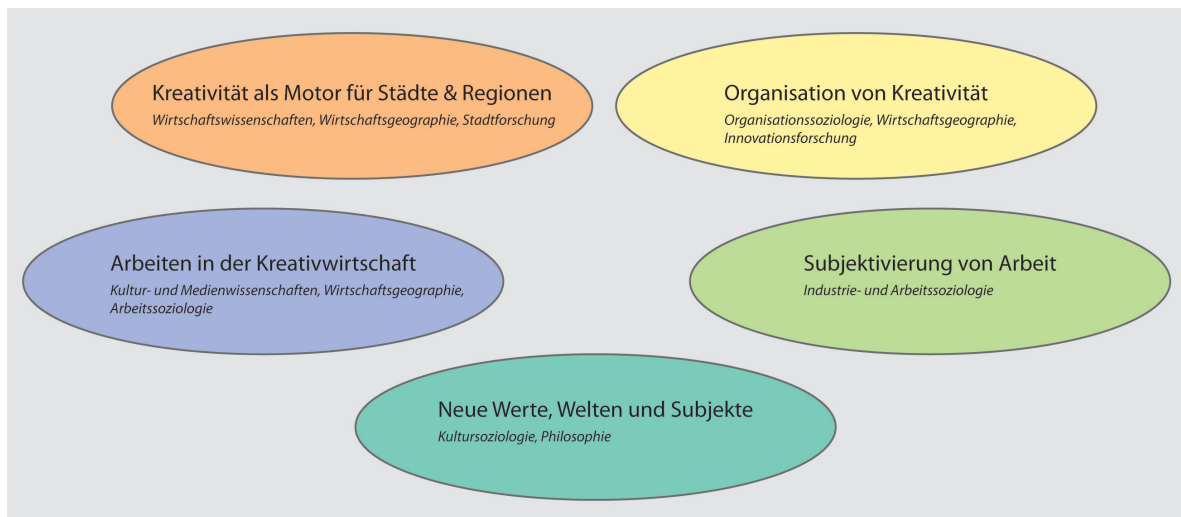 Kreativität als Motor für Städte & Regionen
Wirtschaftswissenschaften, Wirtschaftsgeographie, Stadtforschung
Organisation von Kreativität
Organisationssoziologie, Wirtschaftsgeographie,
Innovationsforschung
Arbeiten in der Kreativwirtschaft
Kultur- und Medienwissenschaften, Wirtschaftsgeographie,
Arbeitssoziologie
Subjektivierung von Arbeit
Industrie- und Arbeitssoziologie
Neue Werte, Welten und Subjekte
Kultursoziologie, Philosophie